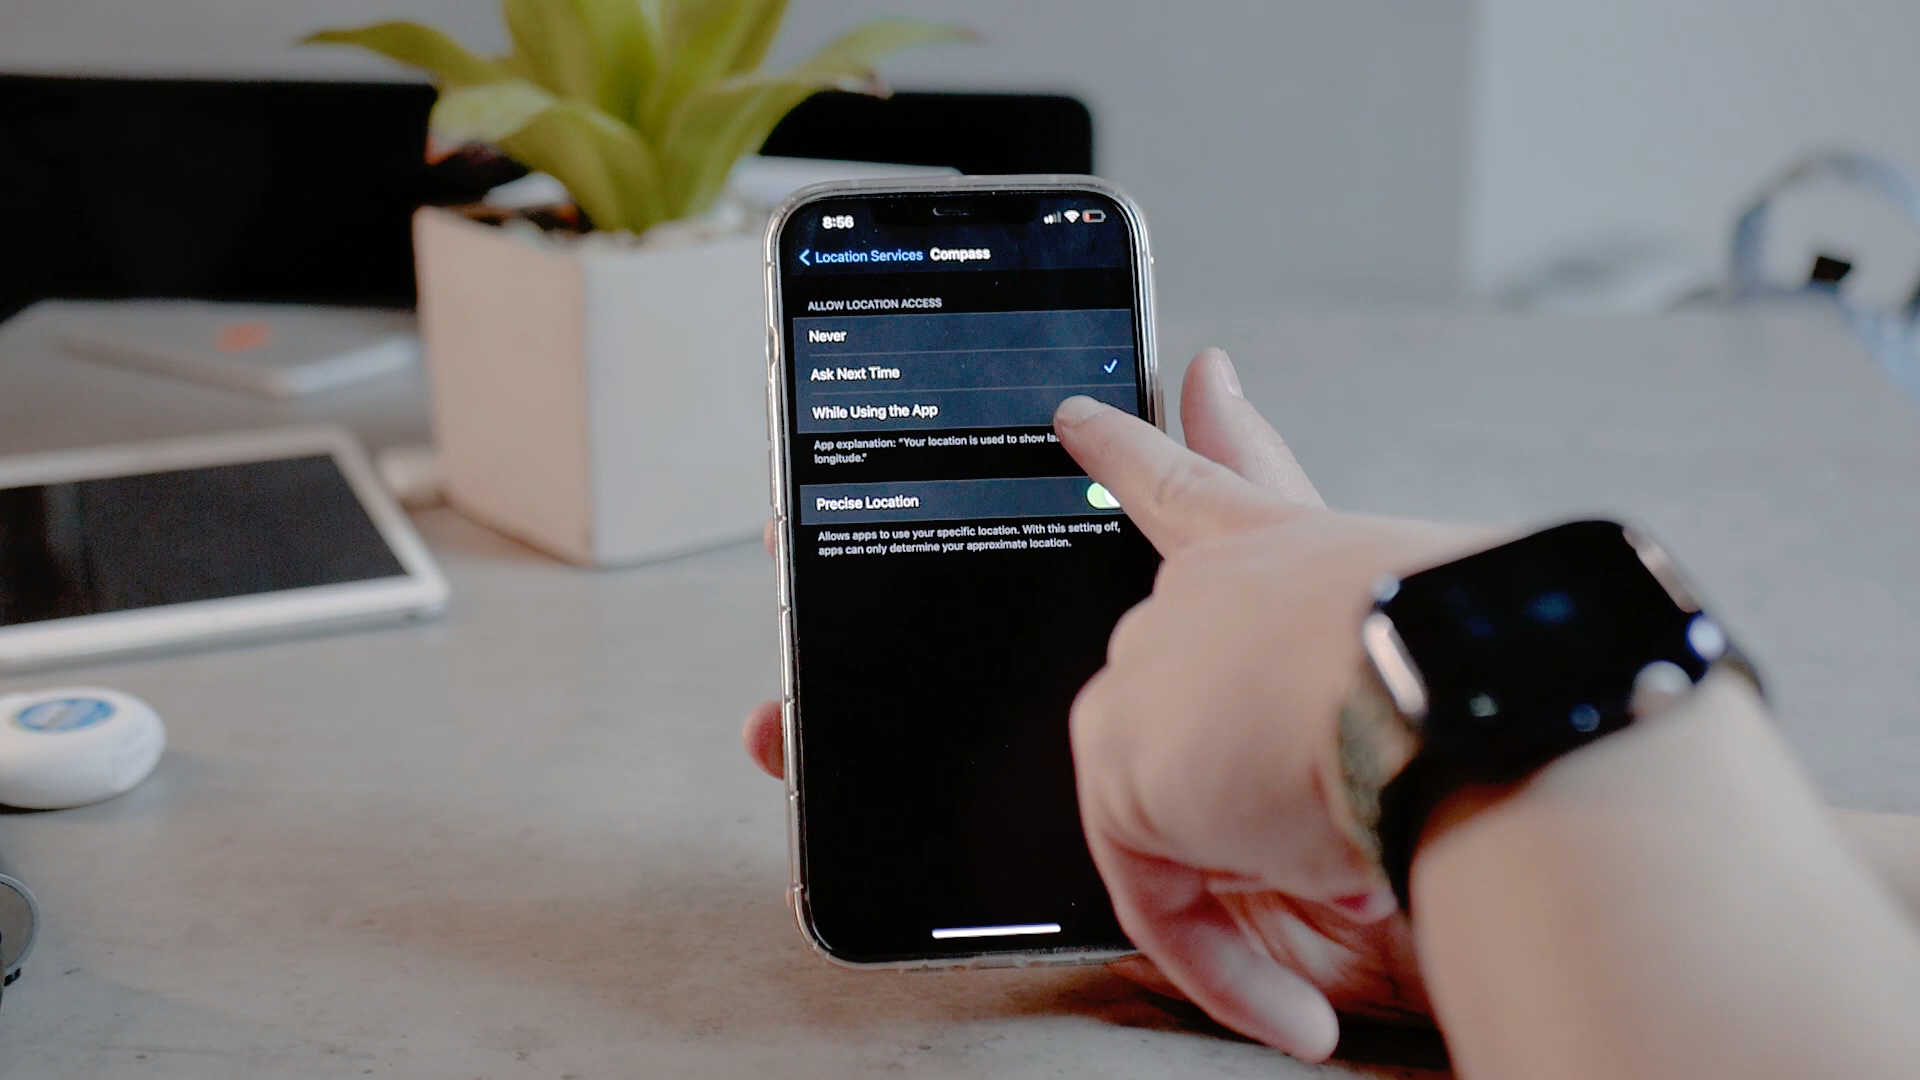 8:56
Location Services Compass
ALLOW LOCATION ACCESS
Never
Ask Next Time
While Using the App
App explanation: "Your location is used to show
longitude."
Precise Location
Allows apps to use your specific location. With this setting off,
apps can only determine your approximate location.